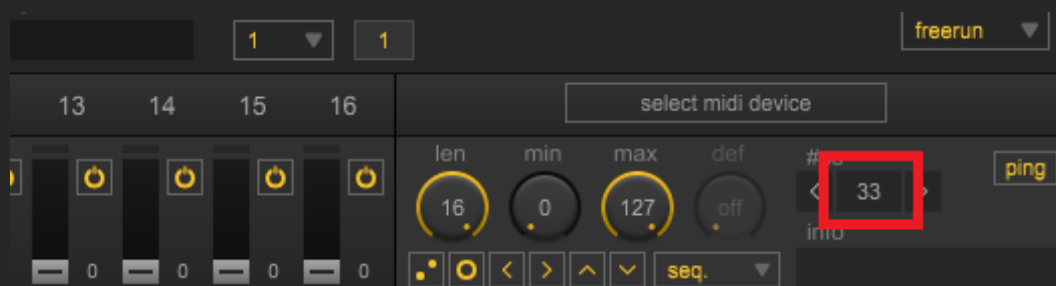 1 1 freerun
13 14 15 16 select midi device
len min max def
16 0 127 off 33 ping
info
0 0 0 0 seq.